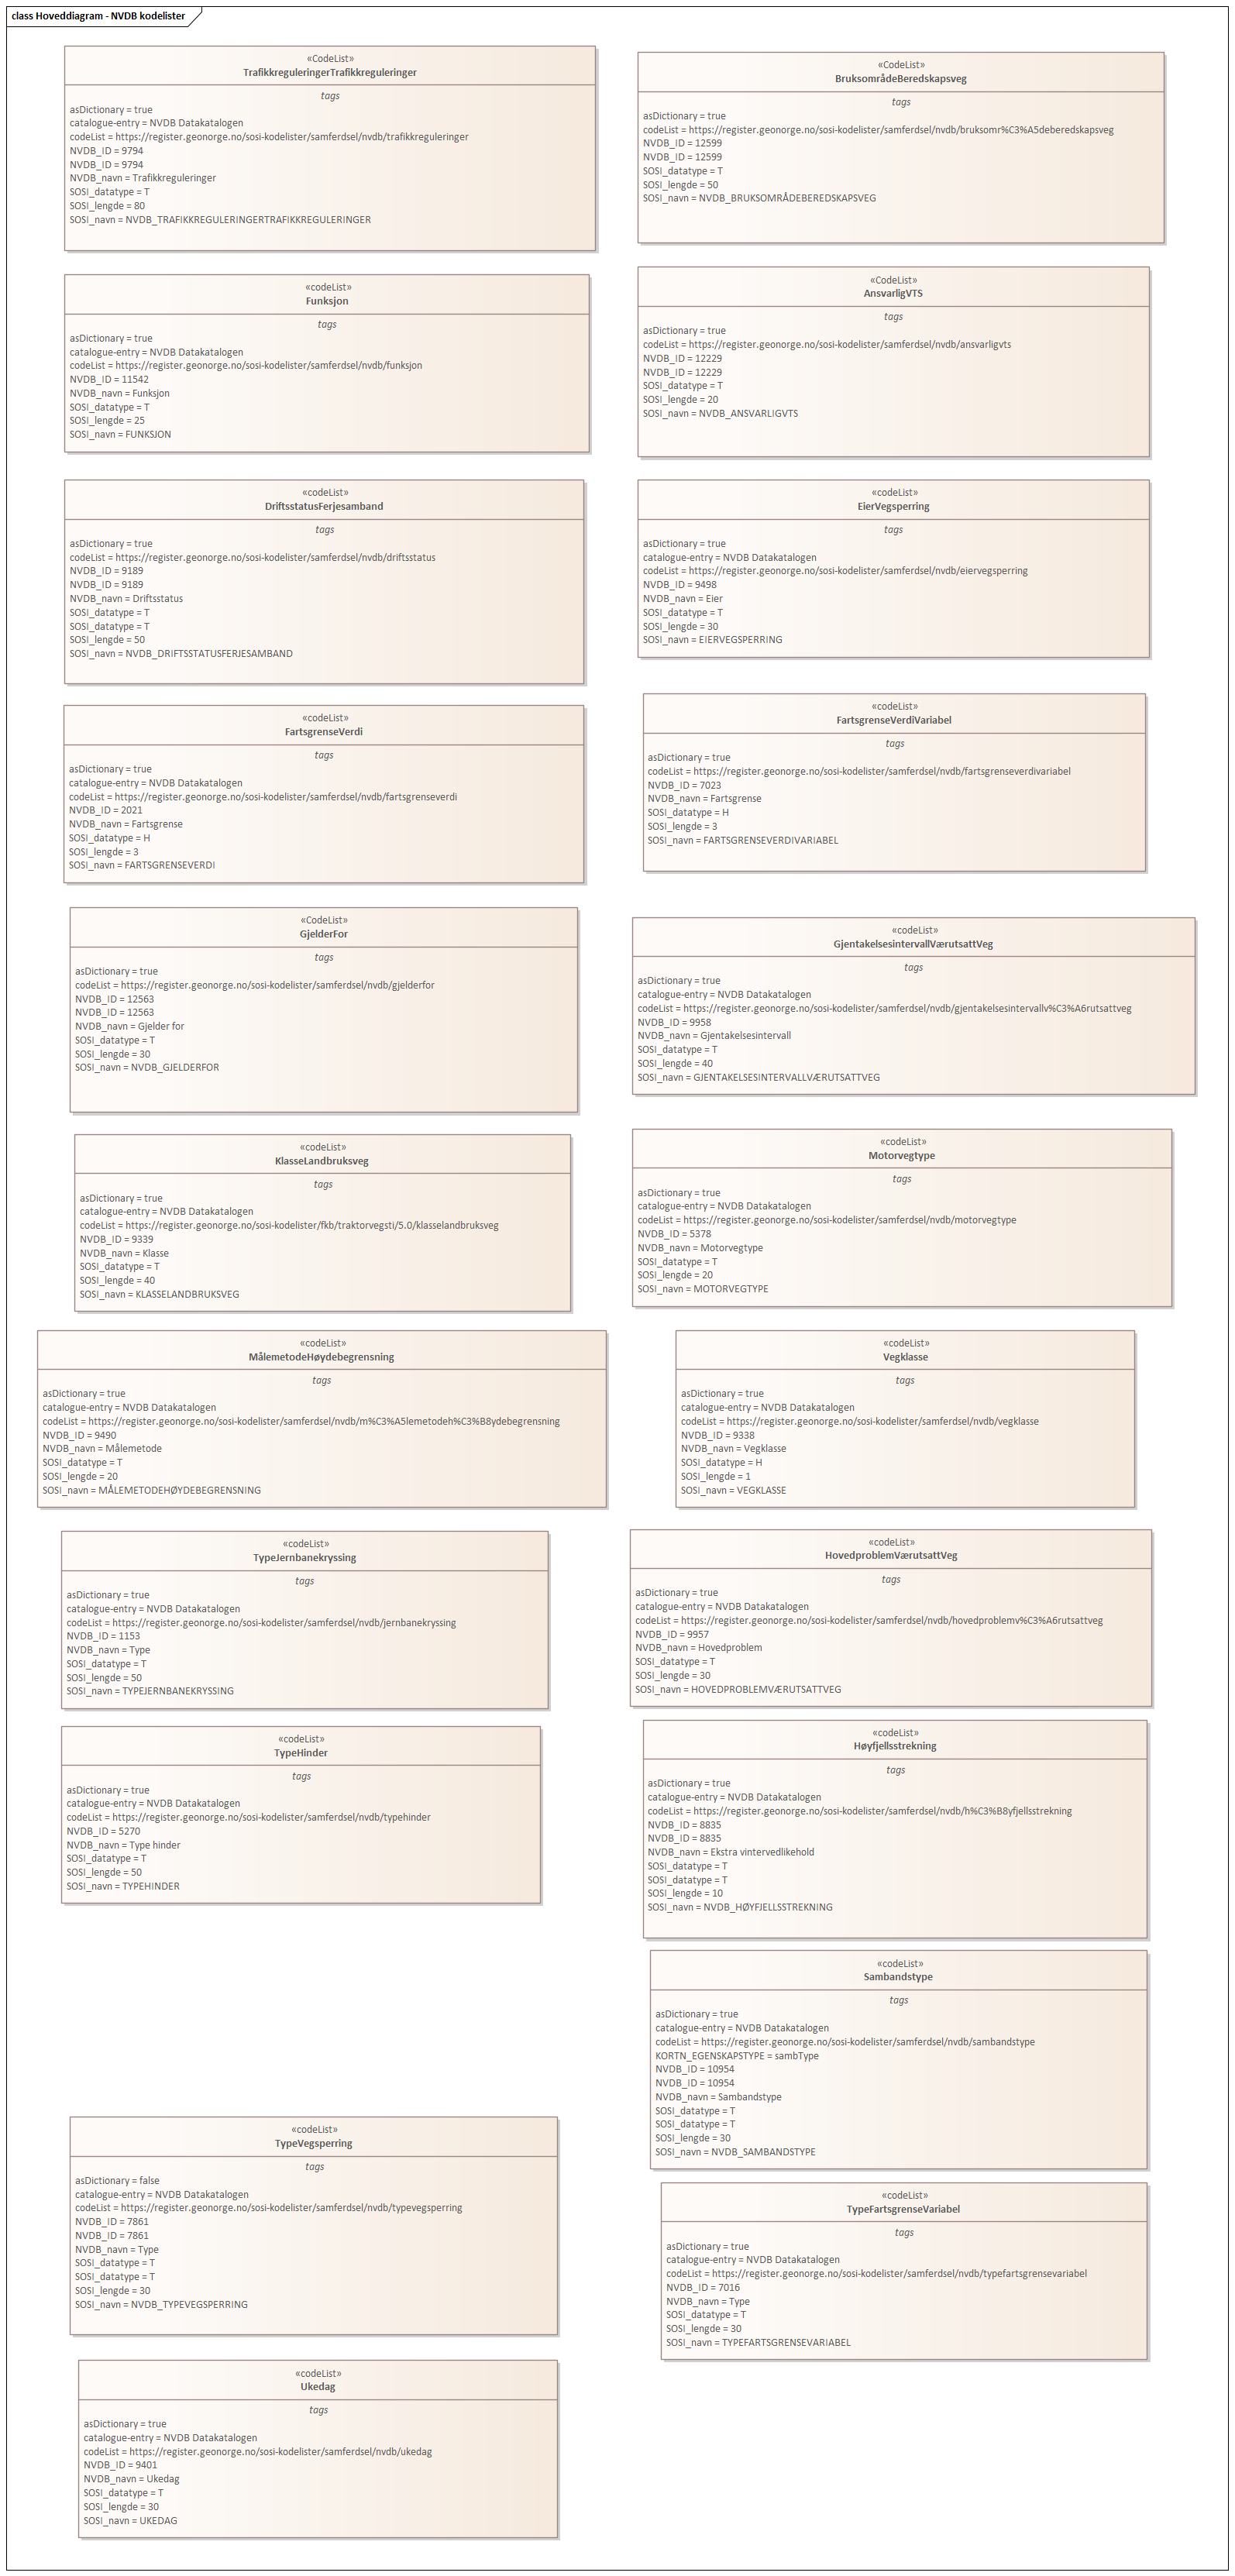 class Hoveddiagram - NVDB kodelister
«CodeList»
TrafikkreguleringerTrafikkreguleringer
tags
asDictionary = true
catalogue-entry = NVDB Datakatalogen
codeList = https://register.geonorge.no/sosi-kodelister/samferdsel/nvdb/trafikkreguleringer
NVDB_ID = 9794
NVDB_ID = 9794
NVDB_navn = Trafikkreguleringer
SOSI_datatype = T
SOSI_lengde = 80
SOSI_navn = NVDB_TRAFIKKREGULERINGERTRAFIKKREGULERINGER
«CodeList»
BruksområdeBeredskapsveg
tags
asDictionary = true
codeList = https://register.geonorge.no/sosi-kodelister/samferdsel/nvdb/bruksomr%C3%A5deberedskapsveg
NVDB_ID = 12599
NVDB_ID = 12599
SOSI_datatype = T
SOSI_lengde = 50
SOSI_navn = NVDB_BRUKSOMRÅDEBEREDSKAPSVEG
«codeList»
Funksjon
tags
asDictionary = true
catalogue-entry = NVDB Datakatalogen
codeList = https://register.geonorge.no/sosi-kodelister/samferdsel/nvdb/funksjon
NVDB_ID = 11542
NVDB_navn = Funksjon
SOSI_datatype = T
SOSI_lengde = 25
SOSI_navn = FUNKSJON
«CodeList»
AnsvarligVTS
tags
asDictionary = true
codeList = https://register.geonorge.no/sosi-kodelister/samferdsel/nvdb/ansvarligvts
NVDB_ID = 12229
NVDB_ID = 12229
SOSI_datatype = T
SOSI_lengde = 20
SOSI_navn = NVDB_ANSVARLIGVTS
«codeList»
DriftsstatusFerjesamband
tags
asDictionary = true
codeList = https://register.geonorge.no/sosi-kodelister/samferdsel/nvdb/driftsstatus
NVDB_ID = 9189
NVDB_ID = 9189
NVDB_navn = Driftsstatus
SOSI_datatype = T
SOSI_datatype = T
SOSI_lengde = 50
SOSI_navn = NVDB_DRIFTSSTATUSFERJESAMBAND
«codeList»
EierVegsperring
tags
asDictionary = true
catalogue-entry = NVDB Datakatalogen
codeList = https://register.geonorge.no/sosi-kodelister/samferdsel/nvdb/eiervegsperring
NVDB_ID = 9498
NVDB_navn = Eier
SOSI_datatype = T
SOSI_lengde = 30
SOSI_navn = EIERVEGSPERRING
«codeList»
FartsgrenseVerdi
tags
asDictionary = true
catalogue-entry = NVDB Datakatalogen
codeList = https://register.geonorge.no/sosi-kodelister/samferdsel/nvdb/fartsgrenseverdi
NVDB_ID = 2021
NVDB_navn = Fartsgrense
SOSI_datatype = H
SOSI_lengde = 3
SOSI_navn = FARTSGRENSEVERDI
«codeList»
FartsgrenseVerdiVariabel
tags
asDictionary = true
codeList = https://register.geonorge.no/sosi-kodelister/samferdsel/nvdb/fartsgrenseverdivariabel
NVDB_ID = 7023
NVDB_navn = Fartsgrense
SOSI_datatype = H
SOSI_lengde = 3
SOSI_navn = FARTSGRENSEVERDIVARIABEL
«CodeList»
GjelderFor
tags
asDictionary = true
codeList = https://register.geonorge.no/sosi-kodelister/samferdsel/nvdb/gjelderfor
NVDB_ID = 12563
NVDB_ID = 12563
NVDB_navn = Gjelder for
SOSI_datatype = T
SOSI_lengde = 30
SOSI_navn = NVDB_GJELDERFOR
«codeList»
GjentakelsesintervallVærutsattVeg
tags
asDictionary = true
catalogue-entry = NVDB Datakatalogen
codeList = https://register.geonorge.no/sosi-kodelister/samferdsel/nvdb/gjentakelsesintervallv%C3%A6rutsattveg
NVDB_ID = 9958
NVDB_navn = Gjentakelsesintervall
SOSI_datatype = T
SOSI_lengde = 40
SOSI_navn = GJENTAKELSESINTERVALLVÆRUTSATTVEG
«codeList»
KlasseLandbruksveg
tags
asDictionary = true
catalogue-entry = NVDB Datakatalogen
codeList = https://register.geonorge.no/sosi-kodelister/fkb/traktorvegsti/5.0/klasselandbruksveg
NVDB_ID = 9339
NVDB_navn = Klasse
SOSI_datatype = T
SOSI_lengde = 40
SOSI_navn = KLASSELANDBRUKSVEG
«codeList»
Motorvegtype
tags
asDictionary = true
catalogue-entry = NVDB Datakatalogen
codeList = https://register.geonorge.no/sosi-kodelister/samferdsel/nvdb/motorvegtype
NVDB_ID = 5378
NVDB_navn = Motorvegtype
SOSI_datatype = T
SOSI_lengde = 20
SOSI_navn = MOTORVEGTYPE
«codeList»
MålemetodeHøydebegrensning
tags
asDictionary = true
catalogue-entry = NVDB Datakatalogen
codeList = https://register.geonorge.no/sosi-kodelister/samferdsel/nvdb/m%C3%A5lemetodeh%C3%B8ydebegrensning
NVDB_ID = 9490
NVDB_navn = Målemetode
SOSI_datatype = T
SOSI_lengde = 20
SOSI_navn = MÅLEMETODEHØYDEBEGRENSNING
«codeList»
Vegklasse
tags
asDictionary = true
catalogue-entry = NVDB Datakatalogen
codeList = https://register.geonorge.no/sosi-kodelister/samferdsel/nvdb/vegklasse
NVDB_ID = 9338
NVDB_navn = Vegklasse
SOSI_datatype = H
SOSI_lengde = 1
SOSI_navn = VEGKLASSE
«codeList»
TypeJernbanekryssing
tags
asDictionary = true
catalogue-entry = NVDB Datakatalogen
codeList = https://register.geonorge.no/sosi-kodelister/samferdsel/nvdb/jernbanekryssing
NVDB_ID = 1153
NVDB_navn = Type
SOSI_datatype = T
SOSI_lengde = 50
SOSI_navn = TYPEJERNBANEKRYSSING
«codeList»
HovedproblemVærutsattVeg
tags
asDictionary = true
catalogue-entry = NVDB Datakatalogen
codeList = https://register.geonorge.no/sosi-kodelister/samferdsel/nvdb/hovedproblemv%C3%A6rutsattveg
NVDB_ID = 9957
NVDB_navn = Hovedproblem
SOSI_datatype = T
SOSI_lengde = 30
SOSI_navn = HOVEDPROBLEMVÆRUTSATTVEG
«codeList»
TypeHinder
tags
asDictionary = true
catalogue-entry = NVDB Datakatalogen
codeList = https://register.geonorge.no/sosi-kodelister/samferdsel/nvdb/typehinder
NVDB_ID = 5270
NVDB_navn = Type hinder
SOSI_datatype = T
SOSI_lengde = 50
SOSI_navn = TYPEHINDER
«codeList»
Høyfjellsstrekning
tags
asDictionary = true
catalogue-entry = NVDB Datakatalogen
codeList = https://register.geonorge.no/sosi-kodelister/samferdsel/nvdb/h%C3%B8yfjellsstrekning
NVDB_ID = 8835
NVDB_ID = 8835
NVDB_navn = Ekstra vintervedlikehold
SOSI_datatype = T
SOSI_datatype = T
SOSI_lengde = 10
SOSI_navn = NVDB_HØYFJELLSSTREKNING
«codeList»
Sambandstype
tags
asDictionary = true
catalogue-entry = NVDB Datakatalogen
codeList = https://register.geonorge.no/sosi-kodelister/samferdsel/nvdb/sambandstype
KORTN_EGENSKAPSTYPE = sambType
NVDB_ID = 10954
NVDB_ID = 10954
NVDB_navn = Sambandstype
SOSI_datatype = T
SOSI_datatype = T
SOSI_lengde = 30
SOSI_navn = NVDB_SAMBANDSTYPE
«codeList»
TypeVegsperring
tags
asDictionary = false
catalogue-entry = NVDB Datakatalogen
codeList = https://register.geonorge.no/sosi-kodelister/samferdsel/nvdb/typevegsperring
NVDB_ID = 7861
NVDB_ID = 7861
NVDB_navn = Type
SOSI_datatype = T
SOSI_datatype = T
SOSI_lengde = 30
SOSI_navn = NVDB_TYPEVEGSPERRING
«codeList»
TypeFartsgrenseVariabel
tags
asDictionary = true
catalogue-entry = NVDB Datakatalogen
codeList = https://register.geonorge.no/sosi-kodelister/samferdsel/nvdb/typefartsgrensevariabel
NVDB_ID = 7016
NVDB_navn = Type
SOSI_datatype = T
SOSI_lengde = 30
SOSI_navn = TYPEFARTSGRENSEVARIABEL
«codeList»
Ukedag
tags
asDictionary = true
catalogue-entry = NVDB Datakatalogen
codeList = https://register.geonorge.no/sosi-kodelister/samferdsel/nvdb/ukedag
NVDB_ID = 9401
NVDB_navn = Ukedag
SOSI_datatype = T
SOSI_lengde = 30
SOSI_navn = UKEDAG